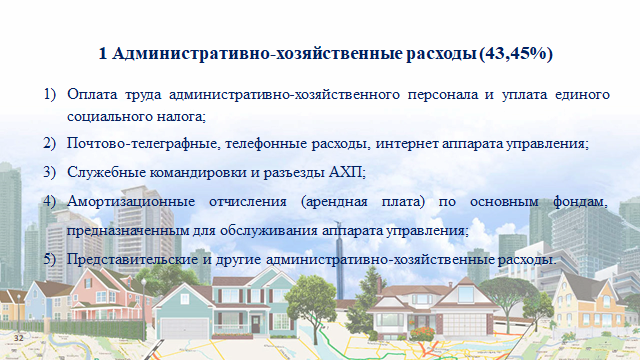 1 Административно-хозяйственные расходы (43,45%)
1) Оплата труда административно-хозяйственного персонала и уплата единого
социального налога;
2) Почтово-телеграфные, телефонные расходы, интернет аппарата управления;
3) Служебные командировки и разъезды АХП;
4) Амортизационные отчисления (арендная плата) по основным фондам,
предназначенным для обслуживания аппарата управления;
5) Представительские и другие административно-хозяйственные расходы.
32